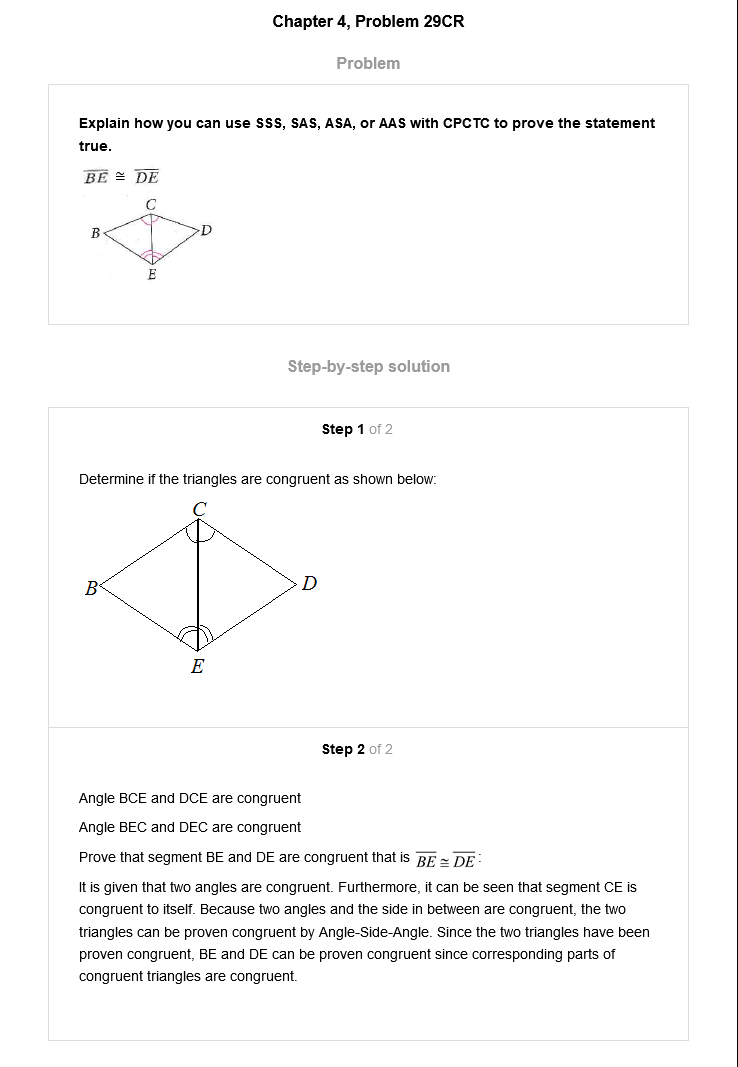 Chapter 4, Problem 29CR
Problem
Explain how you can use SSS, SAS, ASA, or AAS with CPCTC to prove the statement
true.
BE ≅ DE
C
B
D
E
Step-by-step solution
Step 1 of 2
Determine if the triangles are congruent as shown below:
C
B
D
E
Step 2 of 2
Angle BCE and DCE are congruent
Angle BEC and DEC are congruent
Prove that segment BE and DE are congruent that is BE ≅ DE :
It is given that two angles are congruent. Furthermore, it can be seen that segment CE is
congruent to itself. Because two angles and the side in between are congruent, the two
triangles can be proven congruent by Angle-Side-Angle. Since the two triangles have been
proven congruent, BE and DE can be proven congruent since corresponding parts of
congruent triangles are congruent.